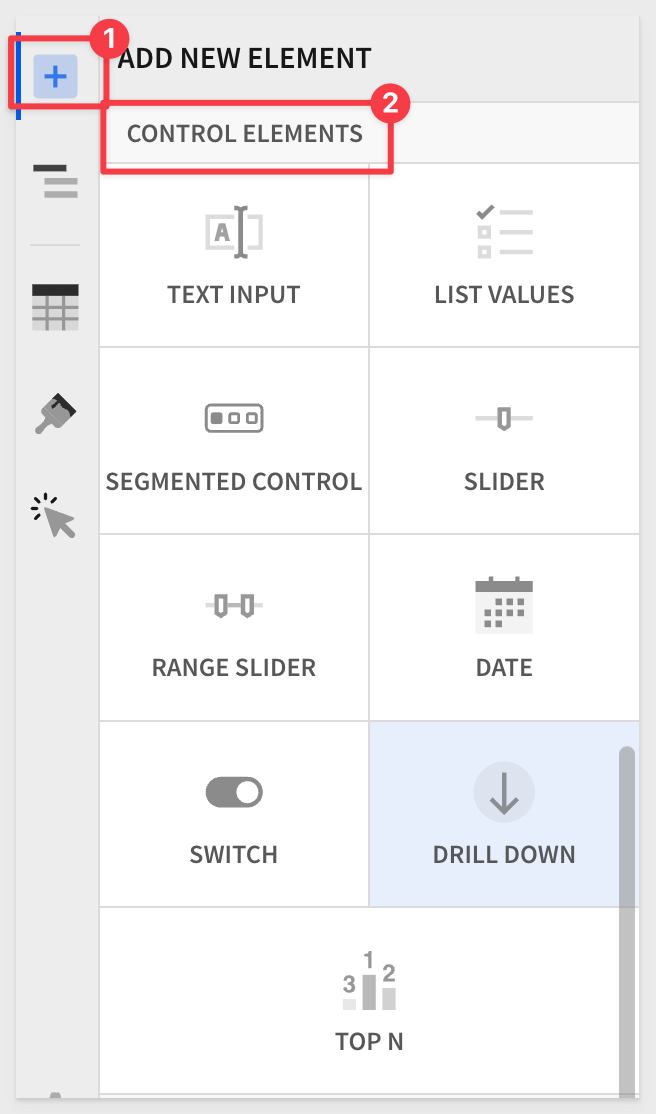 1
ADD NEW ELEMENT
2
CONTROL ELEMENTS
A
TEXT INPUT
LIST VALUES
SEGMENTED CONTROL
SLIDER
RANGE SLIDER
DATE
SWITCH
DRILL DOWN
3 1 2
TOP N